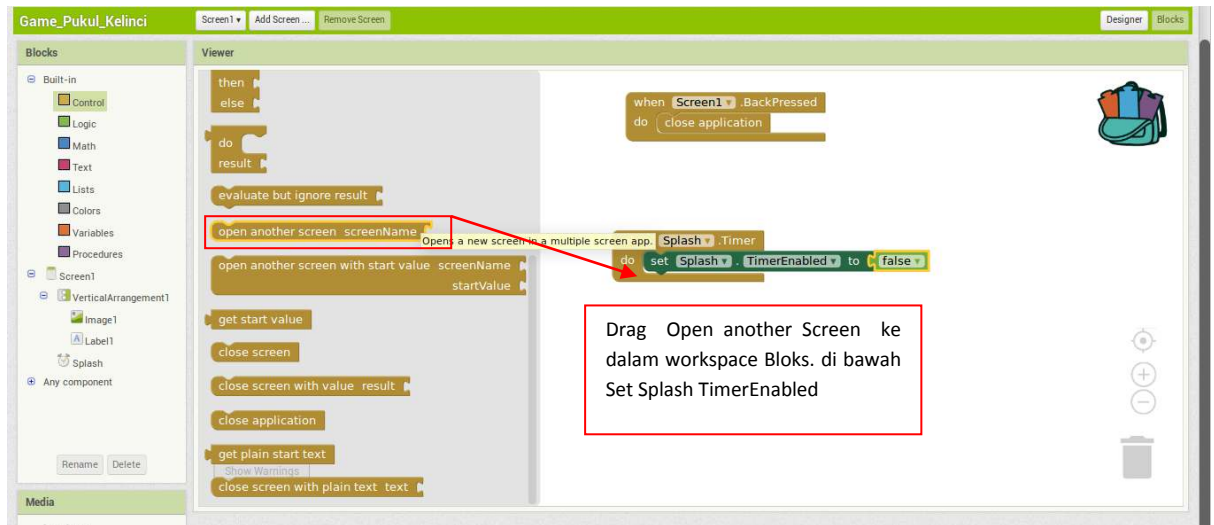 Game_Pukul_Kelinci
Screen1 Add Screen ... Remove Screen
Designer Blocks
Blocks
Built-in
Control
Logic
Math
Text
Lists
Colors
Variables
Procedures
Screen1
VerticalArrangement1
Image1
Label1
Splash
Any component
Rename Delete
Media
Viewer
then
else
do
result
evaluate but ignore result
open another screen screenName
Opens a new screen in a multiple screen app.
open another screen with start value screenName
startValue
get start value
close screen
close screen with value result
close application
get plain start text
Show Warnings
close screen with plain text text
when Screen1 .BackPressed
do close application
Splash .Timer
do set Splash . TimerEnabled to false
Drag Open another Screen ke
dalam workspace Bloks. di bawah
Set Splash TimerEnabled